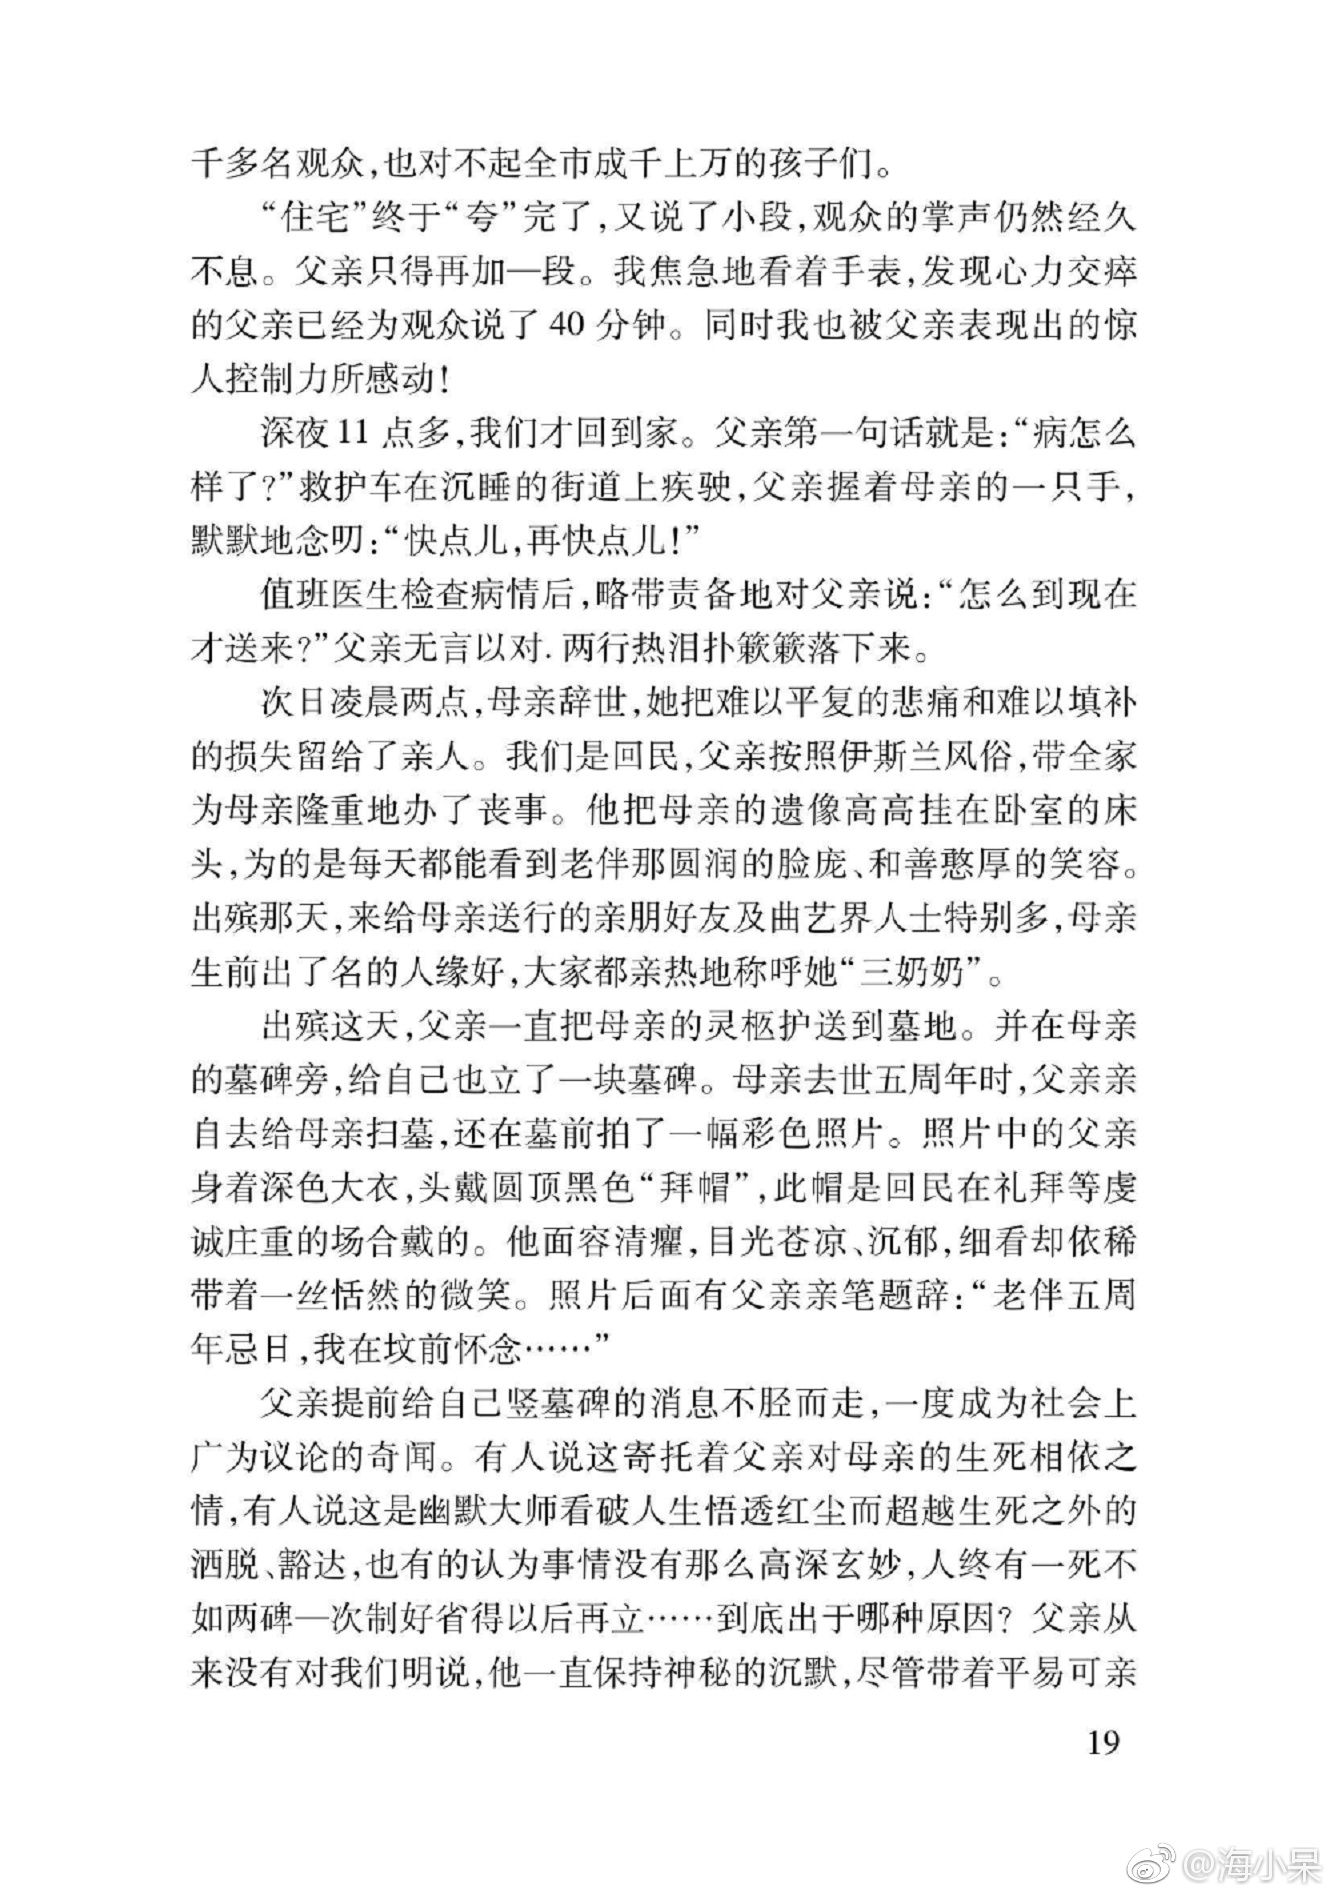 千多名观众,也对不起全市成千上万的孩子们。
“住宅”终于“夸”完了,又说了小段,观众的掌声仍然经久
不息。父亲只得再加一段。我焦急地看着手表,发现心力交瘁
的父亲已经为观众说了 40 分钟。同时我也被父亲表现出的惊
人控制力所感动!
深夜 11 点多,我们才回到家。父亲第一句话就是:“病怎么
样了?”救护车在沉睡的街道上疾驶,父亲握着母亲的一只手,
默默地念叨:“快点儿,再快点儿!”
值班医生检查病情后,略带责备地对父亲说:“怎么到现在
才送来?”父亲无言以对. 两行热泪扑簌簌落下来。
次日凌晨两点,母亲辞世,她把难以平复的悲痛和难以填补
的损失留给了亲人。我们是回民,父亲按照伊斯兰风俗,带全家
为母亲隆重地办了丧事。他把母亲的遗像高高挂在卧室的床
头,为的是每天都能看到老伴那圆润的脸庞、和善憨厚的笑容。
出殡那天,来给母亲送行的亲朋好友及曲艺界人士特别多,母亲
生前出了名的人缘好,大家都亲热地称呼她“三奶奶”。
出殡这天,父亲一直把母亲的灵柩护送到墓地。并在母亲
的墓碑旁,给自己也立了一块墓碑。母亲去世五周年时,父亲亲
自去给母亲扫墓,还在墓前拍了一幅彩色照片。照片中的父亲
身着深色大衣,头戴圆顶黑色“拜帽”,此帽是回民在礼拜等虔
诚庄重的场合戴的。他面容清癯,目光苍凉、沉郁,细看却依稀
带着一丝恬然的微笑。照片后面有父亲亲笔题辞:“老伴五周
年忌日,我在坟前怀念……”
父亲提前给自己竖墓碑的消息不胫而走,一度成为社会上
广为议论的奇闻。有人说这寄托着父亲对母亲的生死相依之
情,有人说这是幽默大师看破人生悟透红尘而超越生死之外的
洒脱、豁达,也有的认为事情没有那么高深玄妙,人终有一死不
如两碑一次制好省得以后再立……到底出于哪种原因? 父亲从
来没有对我们明说,他一直保持神秘的沉默,尽管带着平易可亲
19
@海小呆